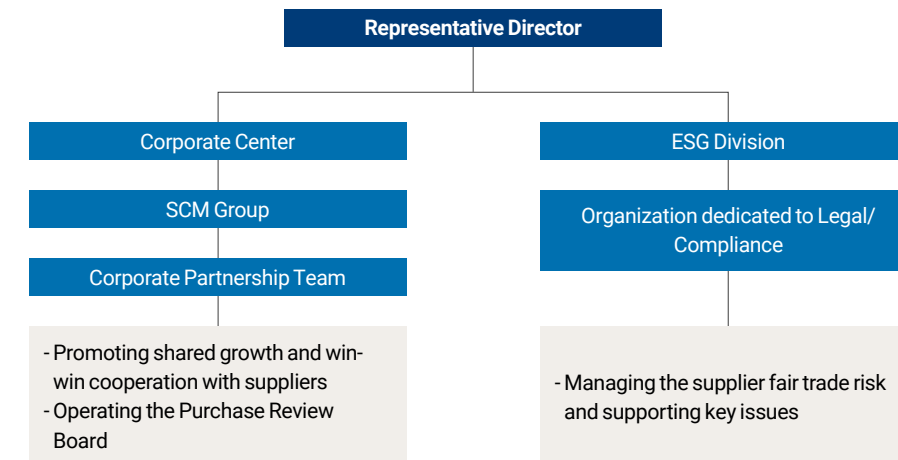 Representative Director
Corporate Center
SCM Group
Corporate Partnership Team
- Promoting shared growth and win-
win cooperation with suppliers
- Operating the Purchase Review
Board
ESG Division
Organization dedicated to Legal/
Compliance
- Managing the supplier fair trade risk
and supporting key issues